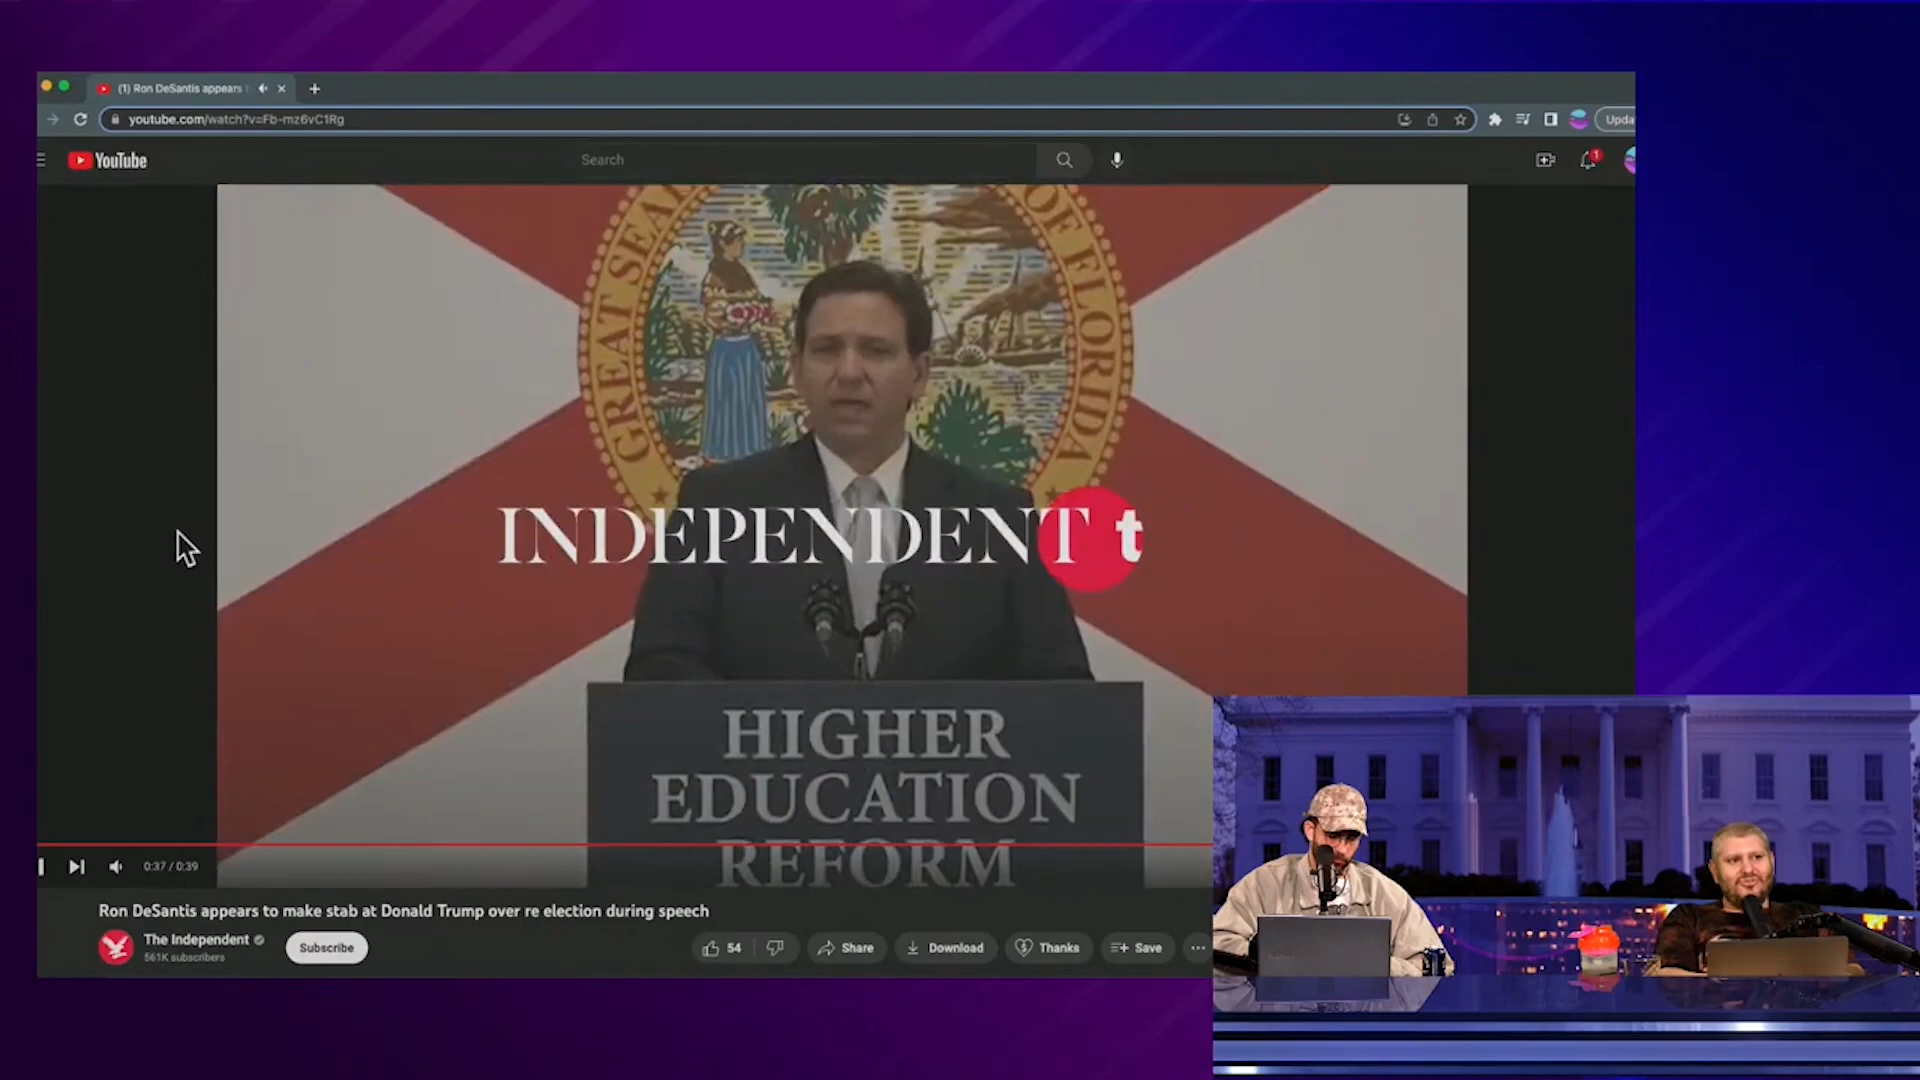 (1) Ron DeSantis appears
youtube.com/watch?v=Fb-mz6vC1Rg
Upda
YouTube
Search
1
GREAT SEAL
OF FLORIDA
INDEPENDENT t
HIGHER
EDUCATION
REFORM
0:37 / 0:39
Ron DeSantis appears to make stab at Donald Trump over re election during speech
The Independent
561K subscribers
Subscribe
54
Share
Download
Thanks
Save